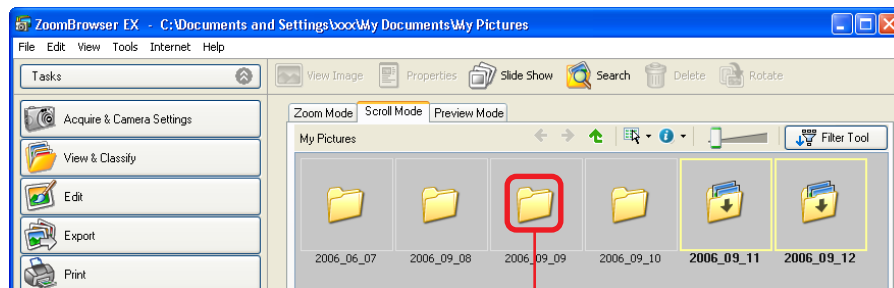 ZoomBrowser EX - C:\Documents and Settings\xxx\My Documents\My Pictures
File Edit View Tools Internet Help
Tasks
View Image Properties Slide Show Search Delete Rotate
Acquire & Camera Settings
View & Classify
Edit
Export
Print
Zoom Mode Scroll Mode Preview Mode
My Pictures
Filter Tool
2006_06_07 2006_09_08 2006_09_09 2006_09_10 2006_09_11 2006_09_12